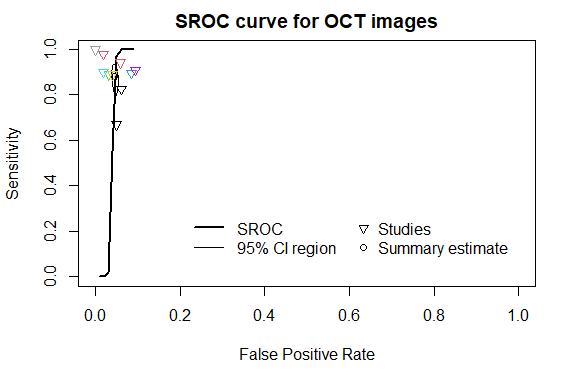 SROC curve for OCT images
1.0
0.8
0.6
0.4
0.2
0.0
Sensitivity
SROC
95% CI region
Studies
Summary estimate
0.0 0.2 0.4 0.6 0.8 1.0
False Positive Rate